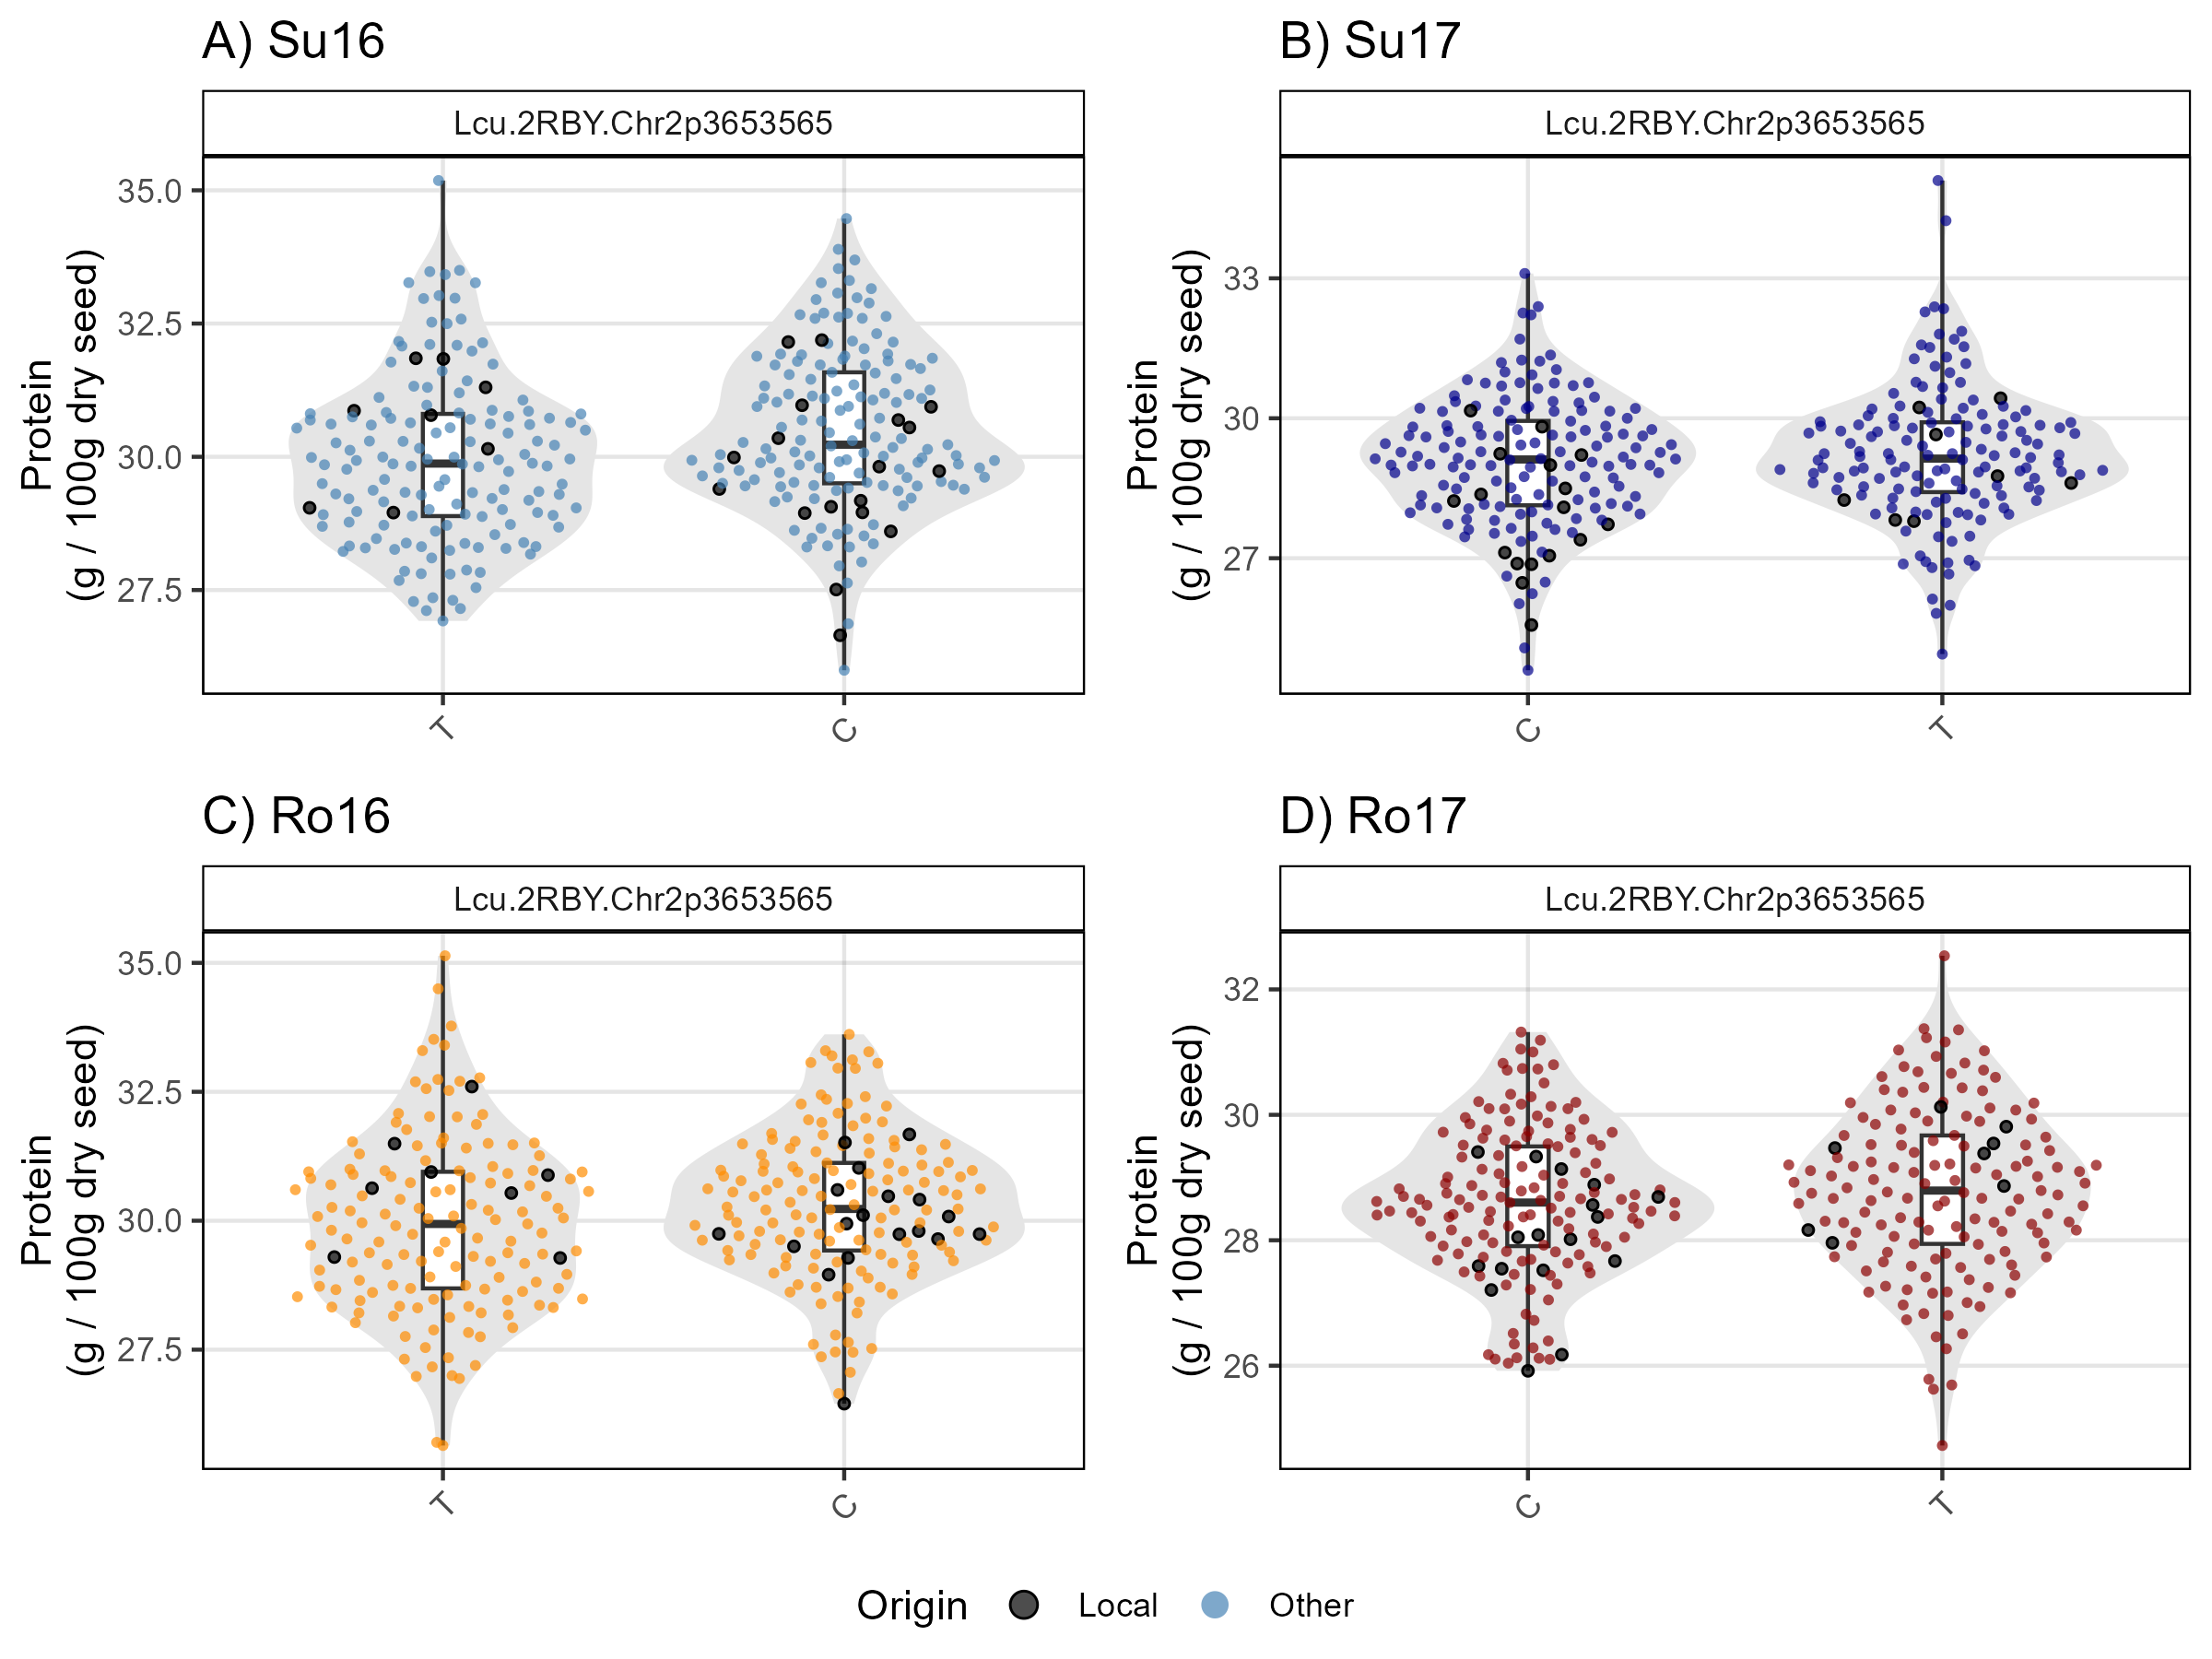 A) Su16
Lcu.2RBY.Chr2p3653565
Protein
(g / 100g dry seed)
35.0
32.5
30.0
27.5
T
C
B) Su17
Lcu.2RBY.Chr2p3653565
Protein
(g / 100g dry seed)
33
30
27
C
T
C) Ro16
Lcu.2RBY.Chr2p3653565
Protein
(g / 100g dry seed)
35.0
32.5
30.0
27.5
T
C
D) Ro17
Lcu.2RBY.Chr2p3653565
Protein
(g / 100g dry seed)
32
30
28
26
C
T
Origin Local Other